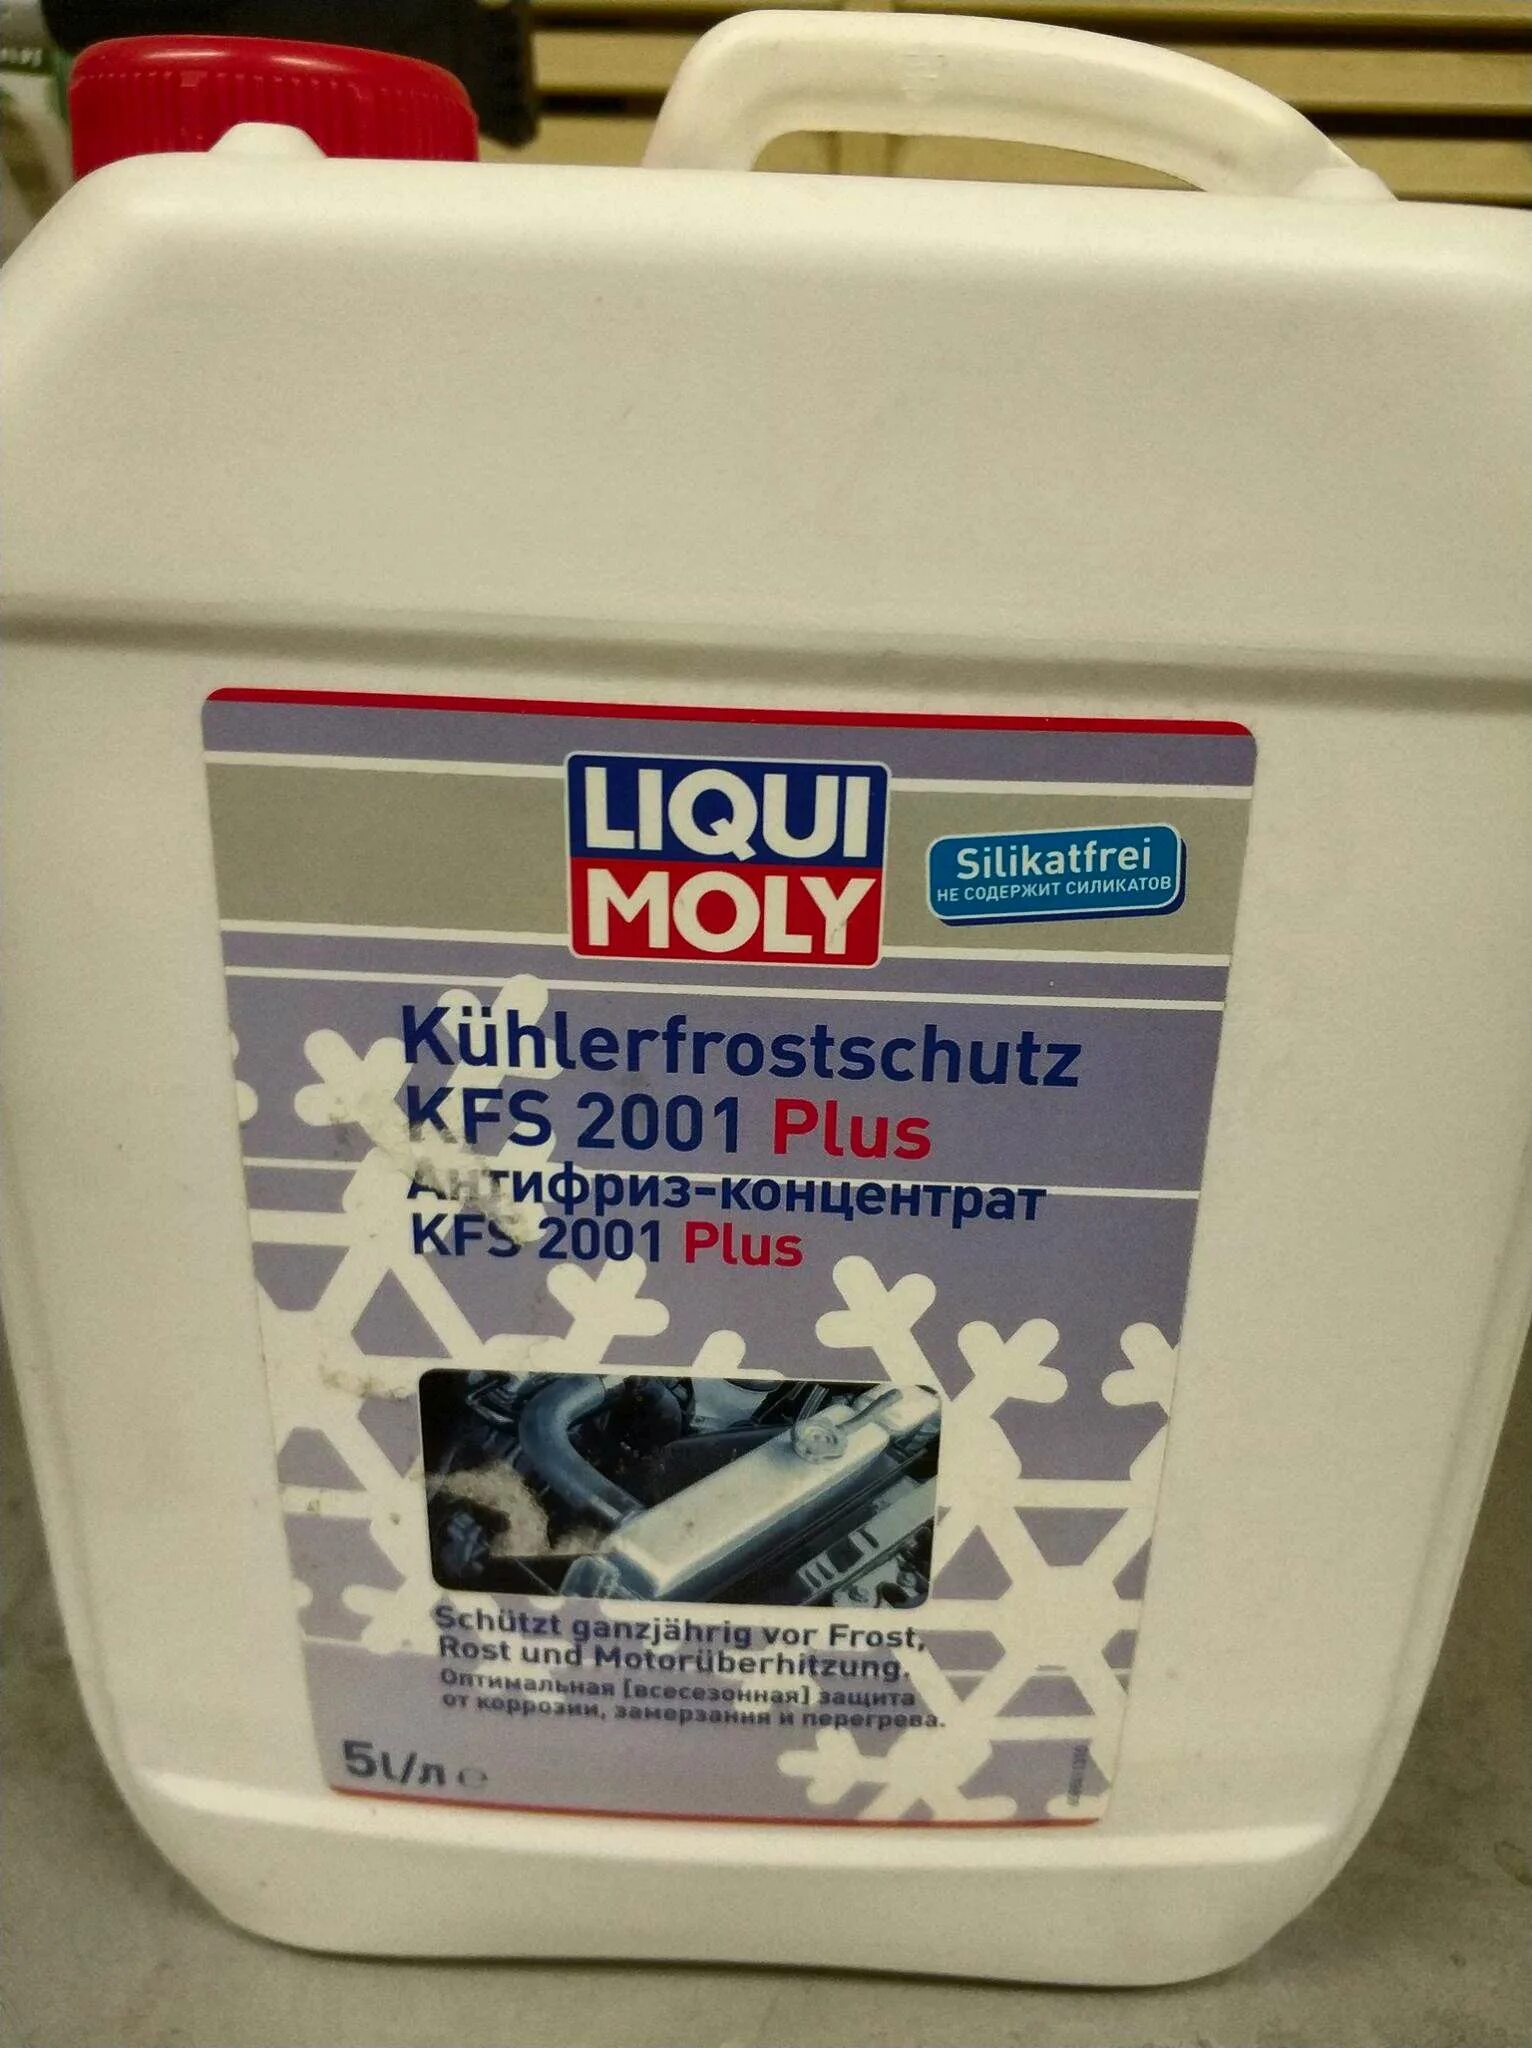 LIQUI
MOLY
Silikatfrei
НЕ СОДЕРЖИТ СИЛИКАТОВ
Kühlerfrostschutz
KFS 2001 Plus
Антифриз-концентрат
KFS 2001 Plus
Schützt ganzjährig vor Frost,
Rost und Motorüberhitzung.
Оптимальная [всесезонная] защита
от коррозии, замерзания и перегрева.
5l/л ℮